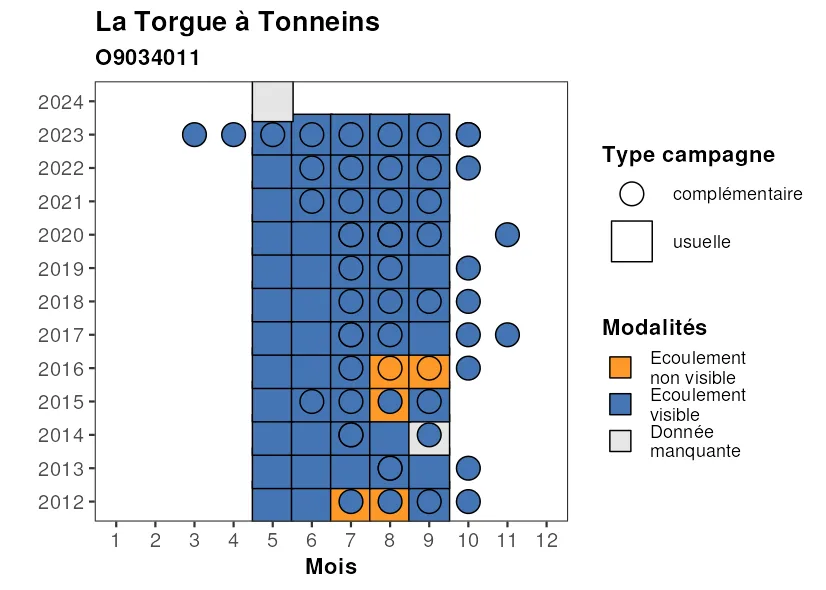 La Torgue à Tonneins
O9034011
2024
2023
2022
2021
2020
2019
2018
2017
2016
2015
2014
2013
2012
1 2 3 4 5 6 7 8 9 10 11 12
Mois
Type campagne
complémentaire
usuelle
Modalités
Ecoulement
non visible
Ecoulement
visible
Donnée
manquante